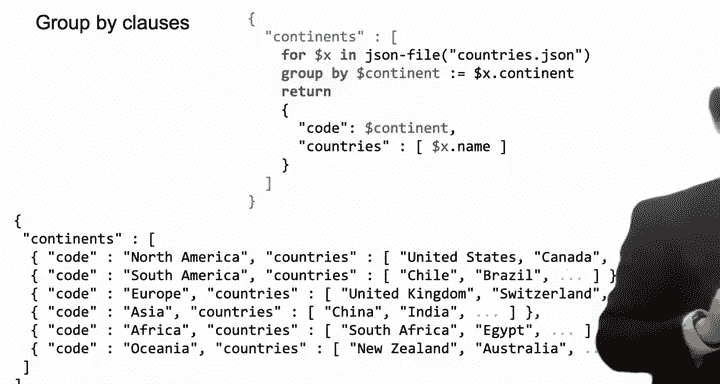 Group by clauses
{
"continents" : [
for $x in json-file("countries.json")
group by $continent := $x.continent
return
{
"code": $continent,
"countries" : [ $x.name ]
}
]
}
{
"continents" : [
{ "code" : "North America", "countries" : [ "United States, "Canada",
{ "code" : "South America", "countries" : [ "Chile", "Brazil", ... ] }
{ "code" : "Europe", "countries" : [ "United Kingdom", "Switzerland",
{ "code" : "Asia", "countries" : [ "China", "India", ... ] },
{ "code" : "Africa", "countries" : [ "South Africa", "Egypt", ... ]
{ "code" : "Oceania", "countries" : [ "New Zealand", "Australia", ..
]